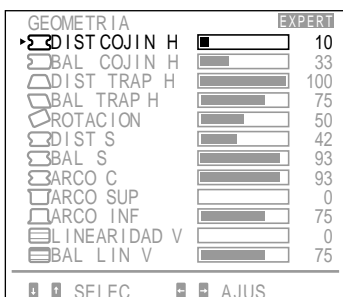 GEOMETRIA EXPERT
DIST COJIN H 10
BAL COJIN H 33
DIST TRAP H 100
BAL TRAP H 75
ROTACION 50
DIST S 42
BAL S 93
ARCO C 93
ARCO SUP 0
ARCO INF 75
LINEARIDAD V 0
BAL LIN V 75
SELEC AJUS